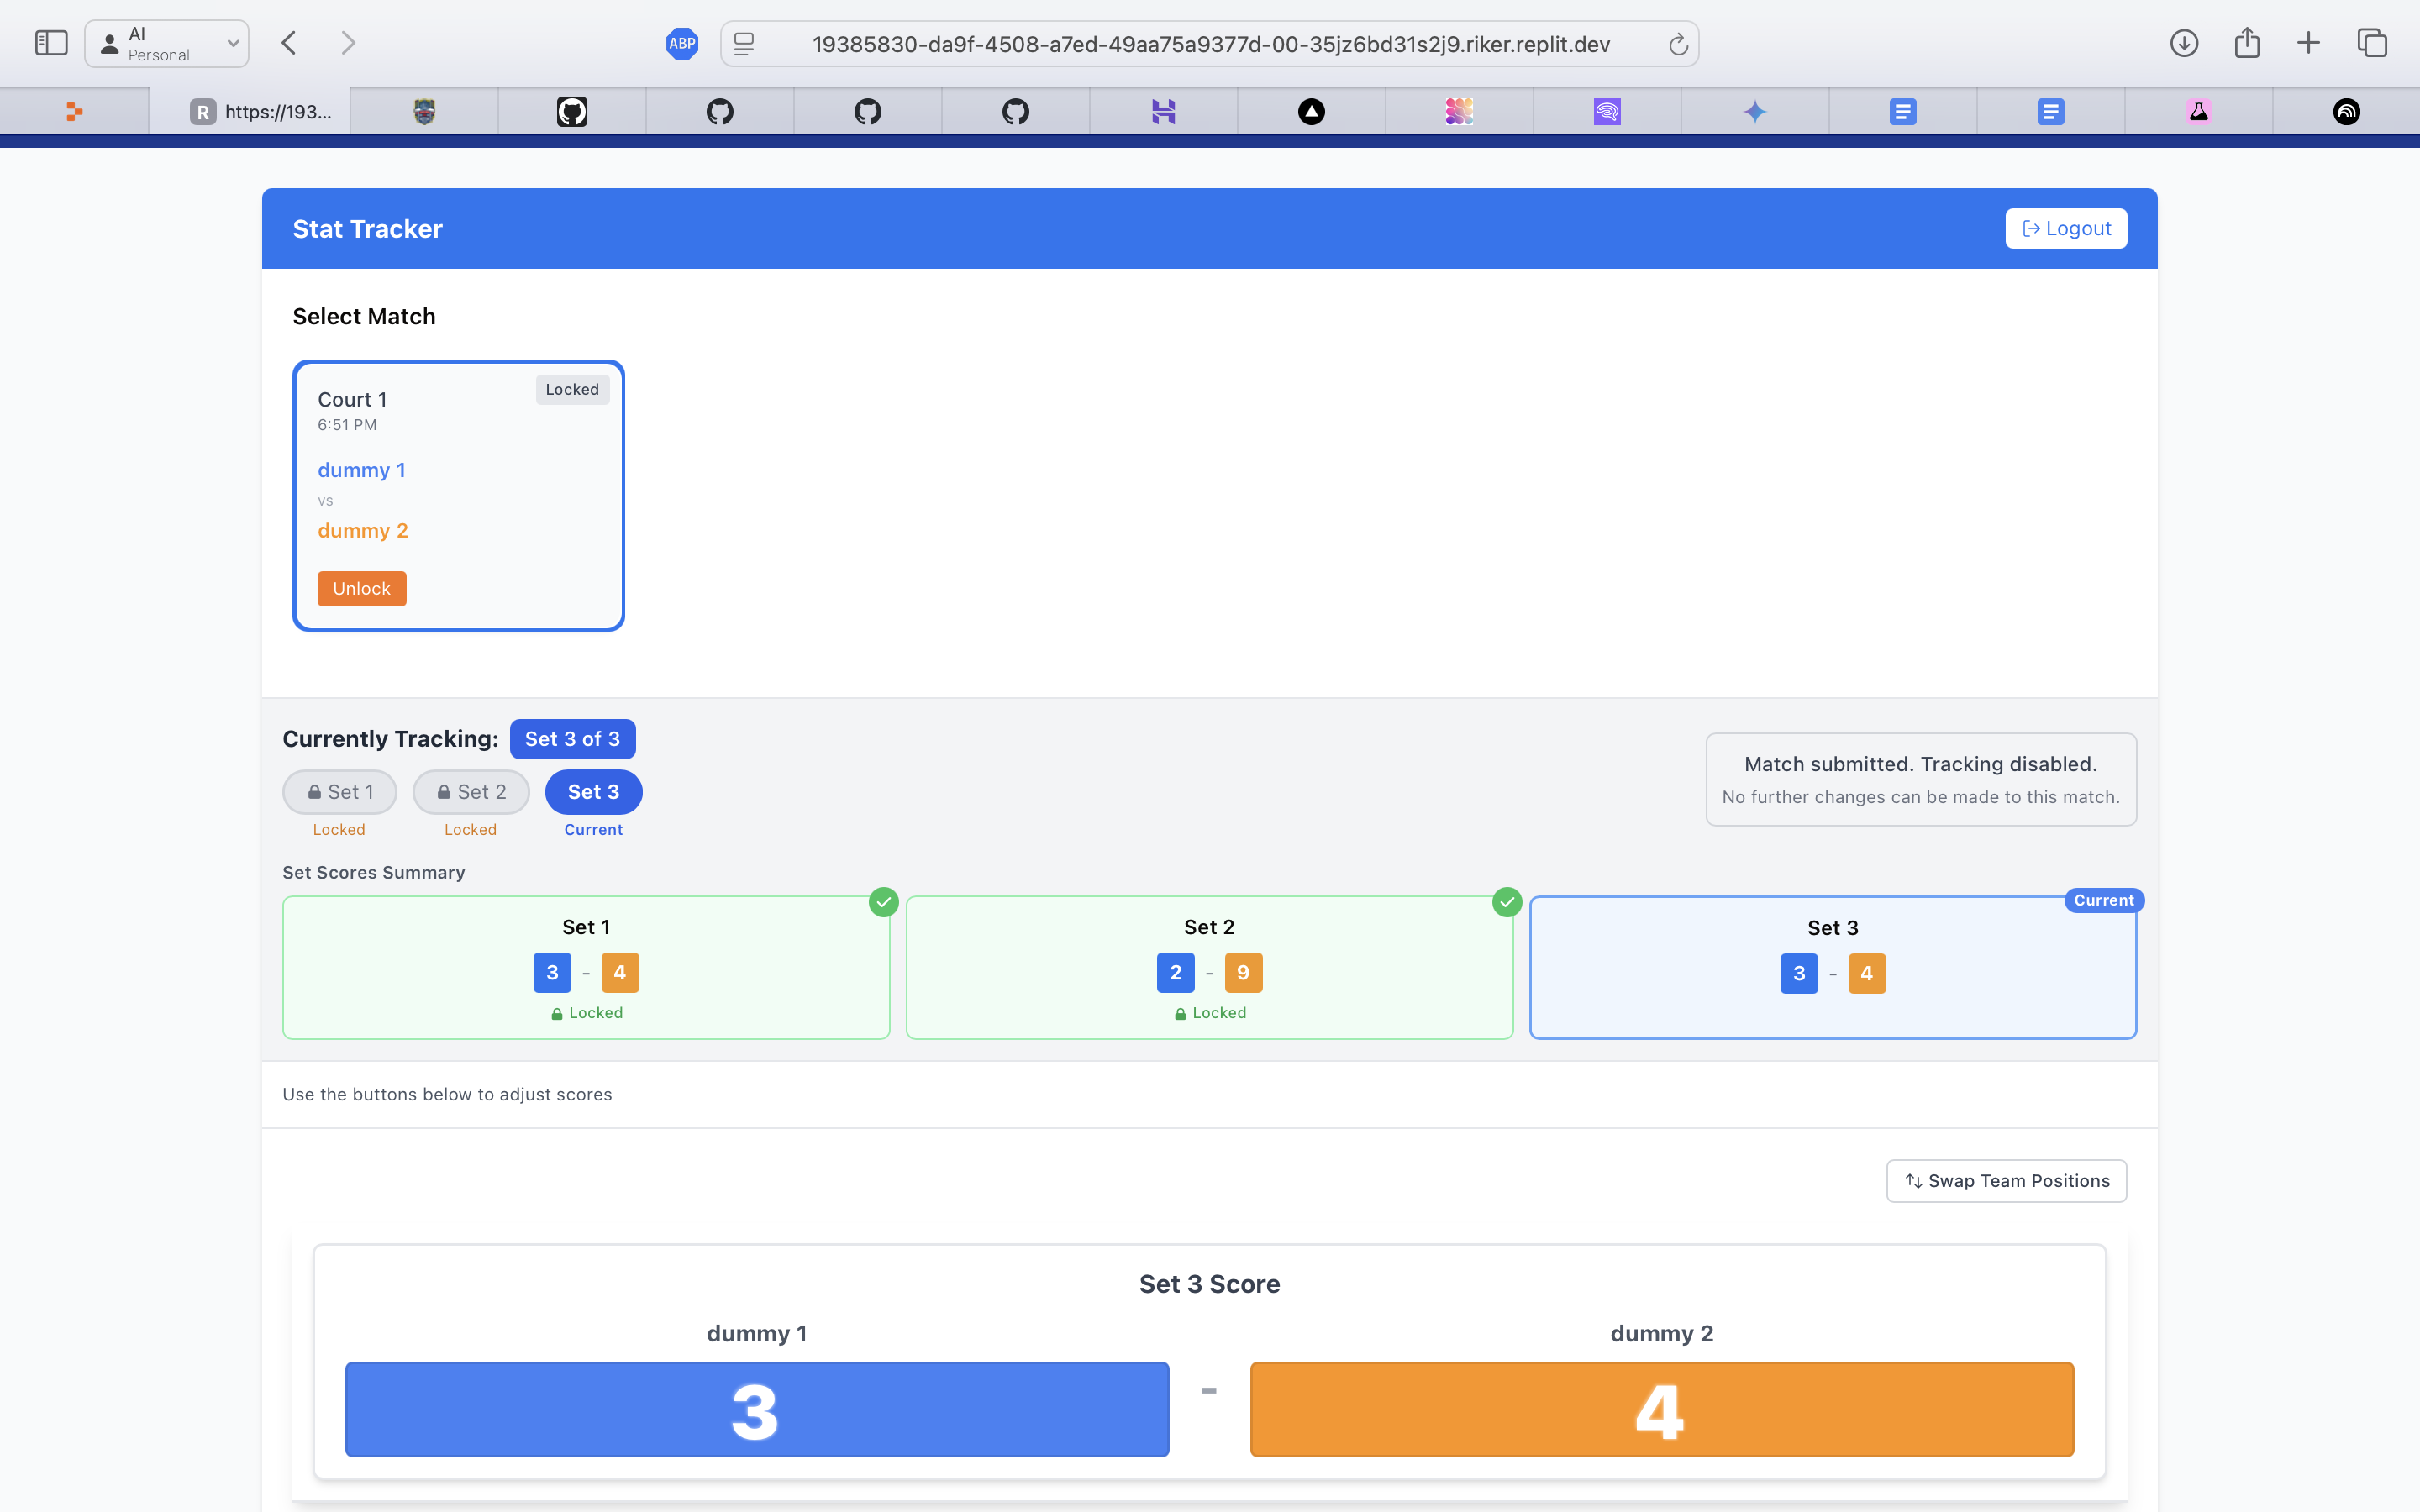 AI
Personal
ABP
19385830-da9f-4508-a7ed-49aa75a9377d-00-35jz6bd31s2j9.riker.replit.dev
R https://193...
Stat Tracker
Logout
Select Match
Court 1
Locked
6:51 PM
dummy 1
vs
dummy 2
Unlock
Currently Tracking: Set 3 of 3
Set 1 Set 2 Set 3
Locked Locked Current
Match submitted. Tracking disabled.
No further changes can be made to this match.
Set Scores Summary
Set 1
3 - 4
Locked
Set 2
2 - 9
Locked
Current
Set 3
3 - 4
Use the buttons below to adjust scores
Swap Team Positions
Set 3 Score
dummy 1
3
-
dummy 2
4